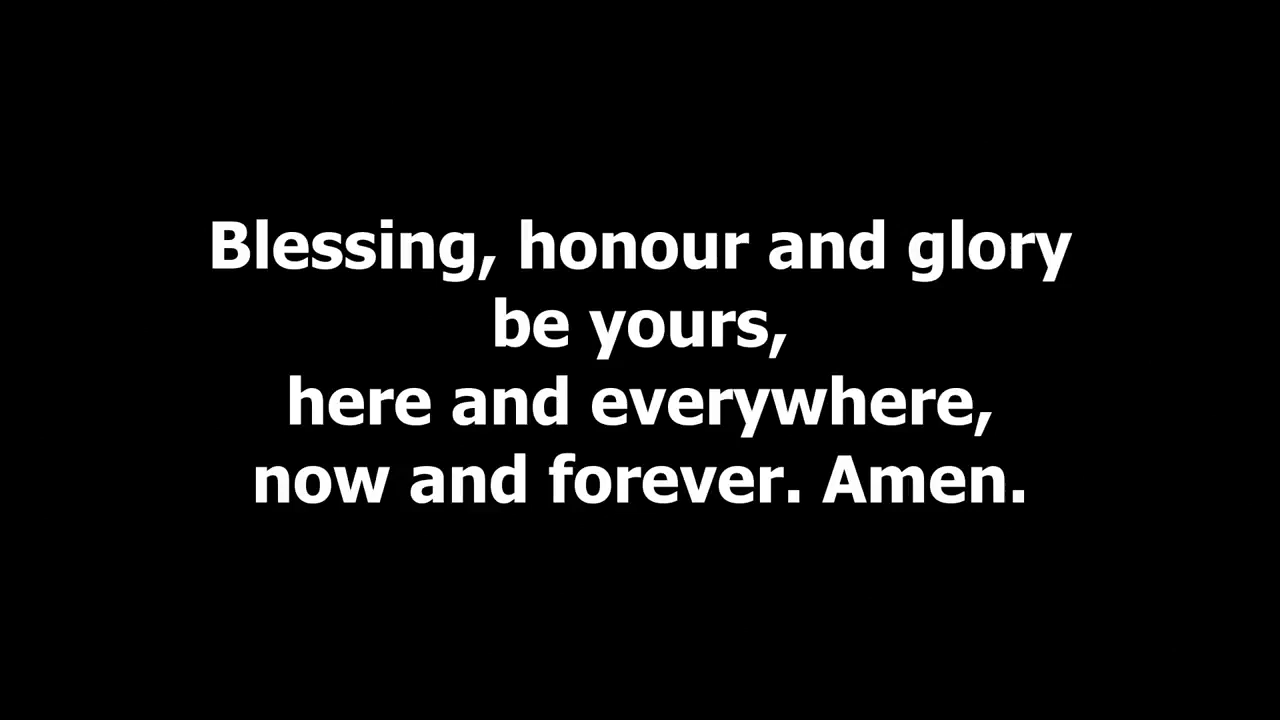 Blessing, honour and glory
be yours,
here and everywhere,
now and forever. Amen.